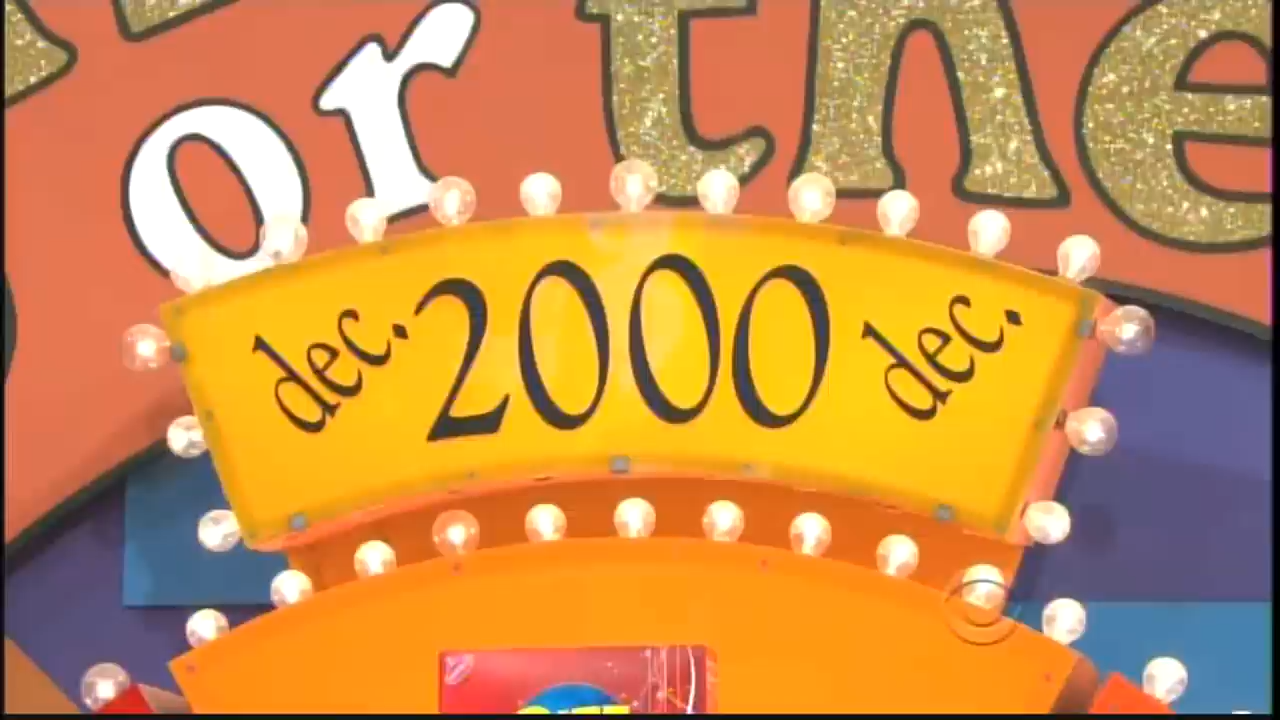 or the
dec. 2000 dec.